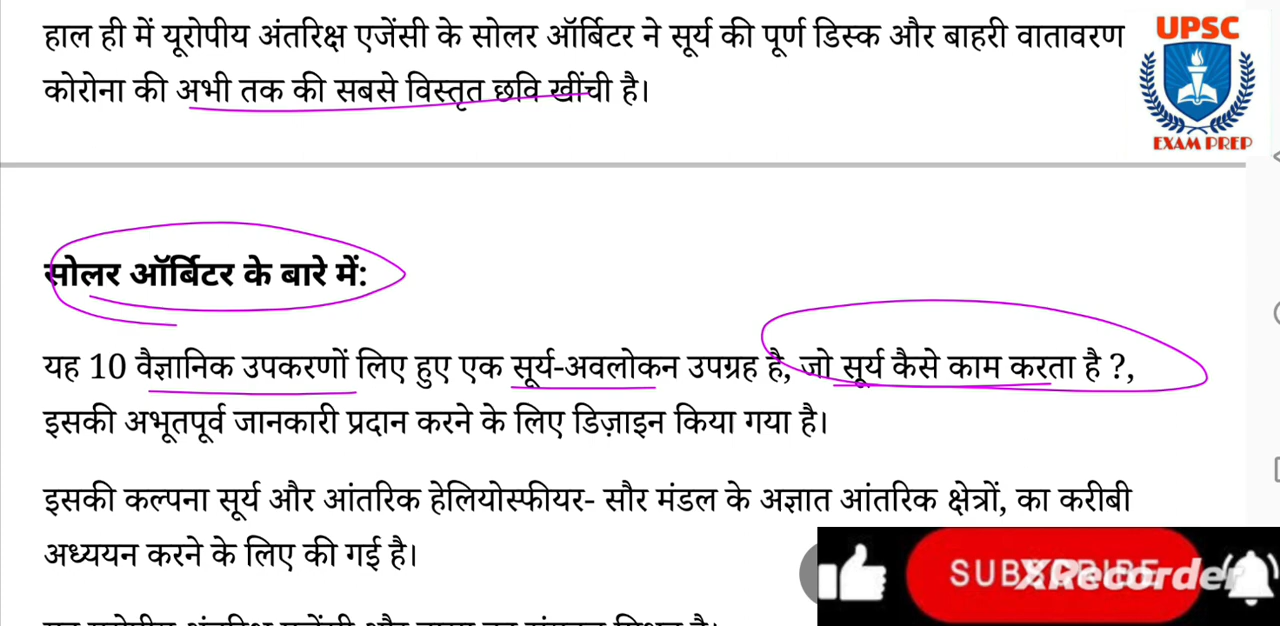 हाल ही में यूरोपीय अंतरिक्ष एजेंसी के सोलर ऑर्बिटर ने सूर्य की पूर्ण डिस्क और बाहरी वातावरण
कोरोना की अभी तक की सबसे विस्तृत छवि खींची है।
UPSC
EXAM PREP
सोलर ऑर्बिटर के बारे में:
यह 10 वैज्ञानिक उपकरणों लिए हुए एक सूर्य-अवलोकन उपग्रह है, जो सूर्य कैसे काम करता है ?,
इसकी अभूतपूर्व जानकारी प्रदान करने के लिए डिज़ाइन किया गया है।
इसकी कल्पना सूर्य और आंतरिक हेलियोस्फीयर- सौर मंडल के अज्ञात आंतरिक क्षेत्रों, का करीबी
अध्ययन करने के लिए की गई है।
SUBSCRIBE
XRecorder